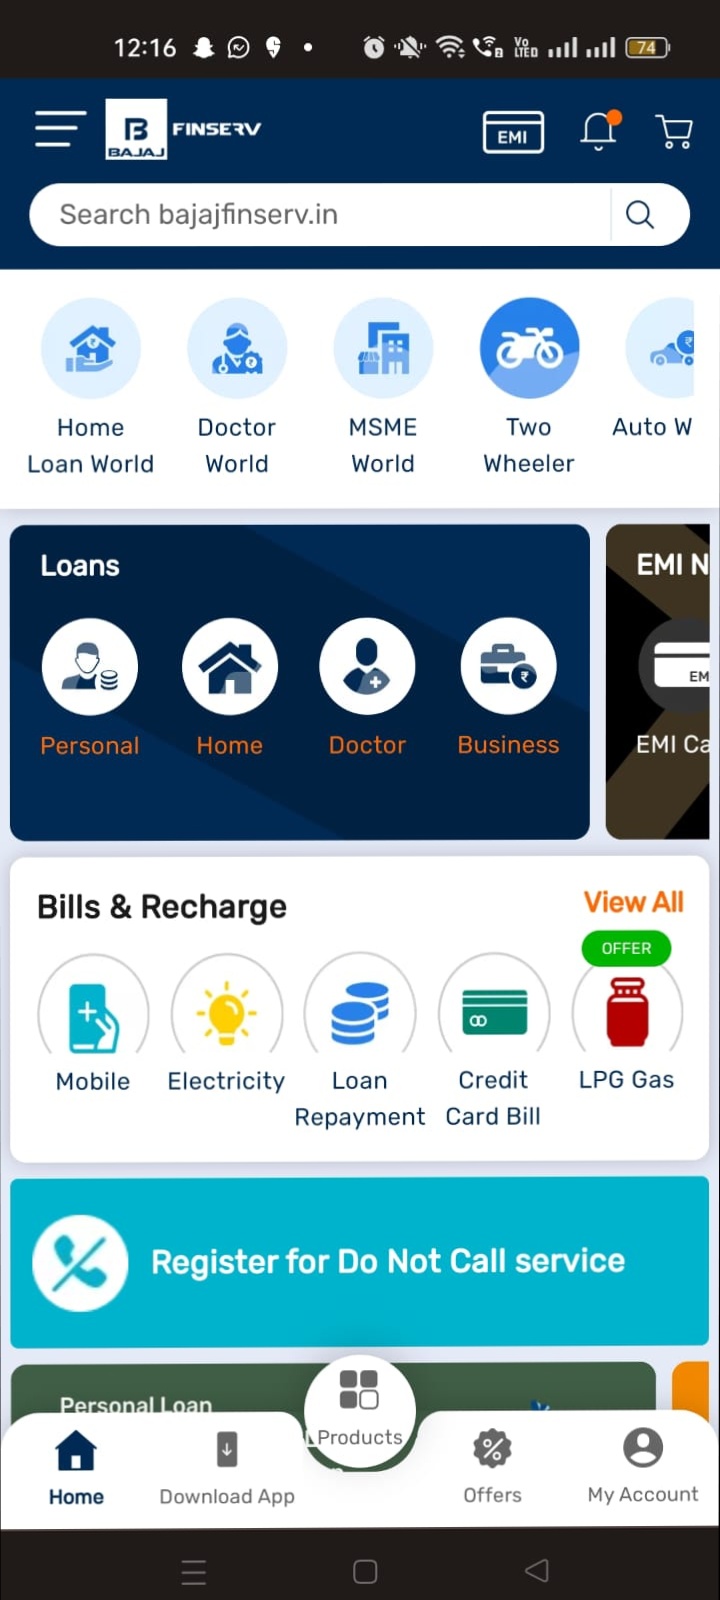 12:16
Vo
LTED
74
B
BAJAJ
FINSERV
EMI
Search bajajfinserv.in
₹
Home
Loan World
Doctor
World
MSME
World
Two
Wheeler
Auto W
Loans
₹
Personal
Home
Doctor
Business
EMI N
EM
EMI Ca
Bills & Recharge
View All
OFFER
Mobile
Electricity
Loan
Repayment
Credit
Card Bill
LPG Gas
Register for Do Not Call service
Personal Loan
Products
Home
Download App
Offers
My Account